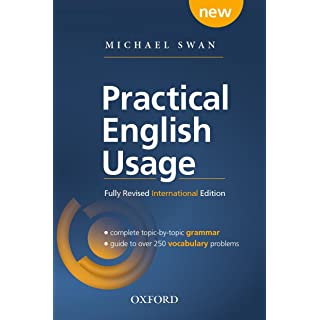 new
MICHAEL SWAN
Practical
English
Usage
Fully Revised International Edition
• complete topic-by-topic grammar
• guide to over 250 vocabulary problems
OXFORD